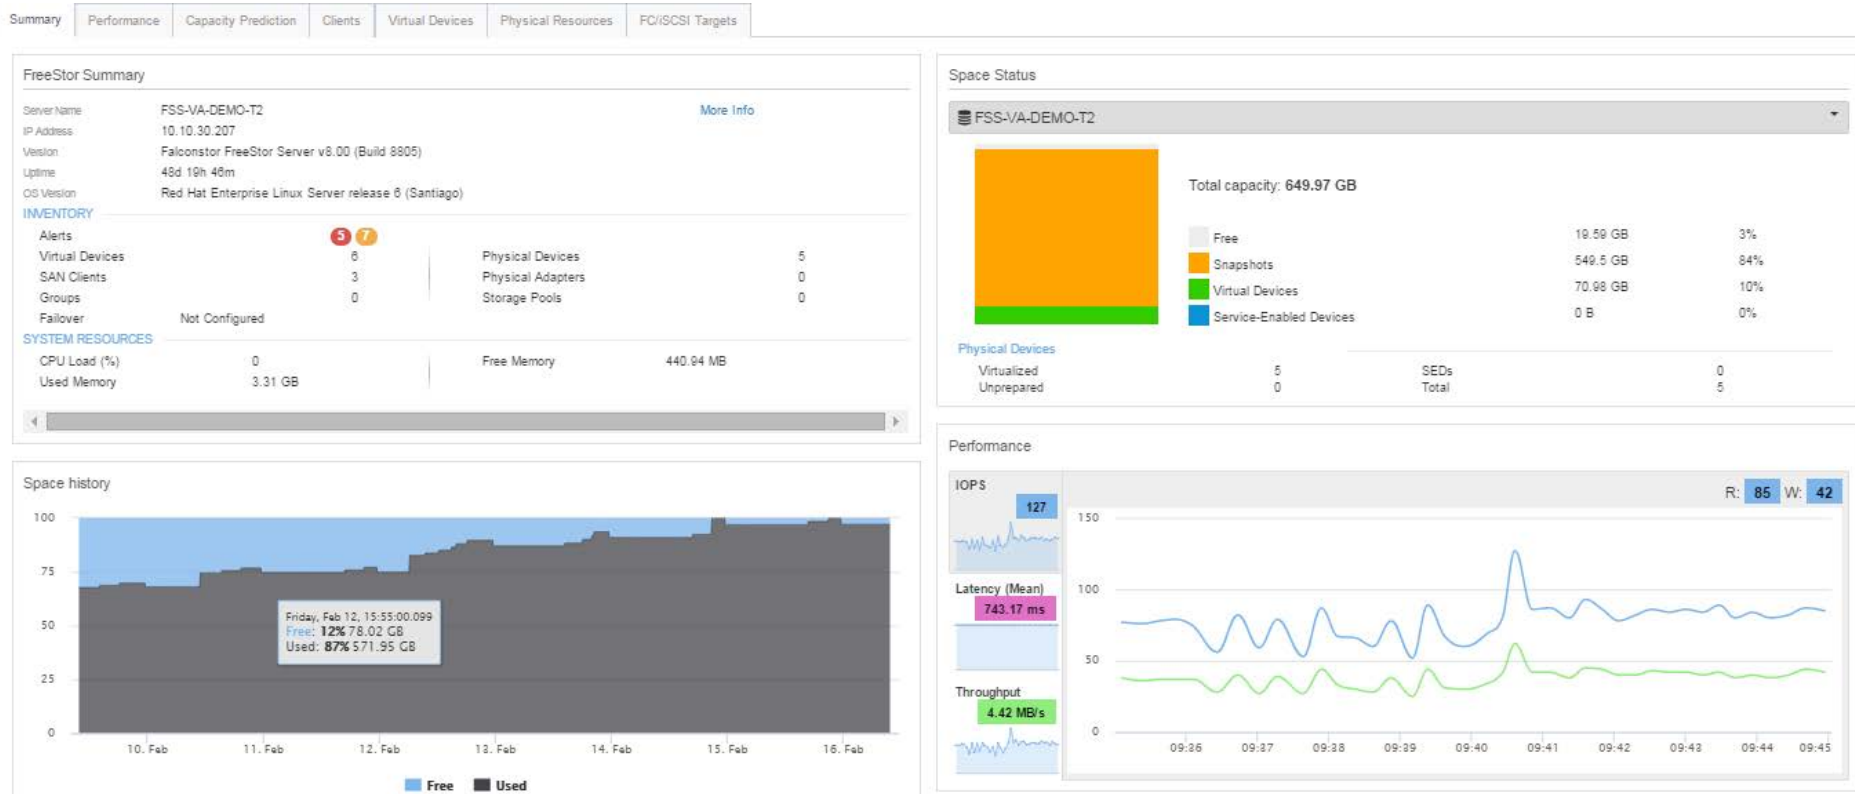 Summary Performance Capacity Prediction Clients Virtual Devices Physical Resources FC/iSCSI Targets
FreeStor Summary
Server Name FSS-VA-DEMO-T2 More Info
IP Address 10.10.30.207
Version Falconstor FreeStor Server v8.00 (Build 8805)
Uptime 48d 19h 46m
OS Version Red Hat Enterprise Linux Server release 6 (Santiago)
INVENTORY
Alerts 5 7
Virtual Devices 6 Physical Devices 5
SAN Clients 3 Physical Adapters 0
Groups 0 Storage Pools 0
Failover Not Configured
SYSTEM RESOURCES
CPU Load (%) 0 Free Memory 440.94 MB
Used Memory 3.31 GB
Space Status
FSS-VA-DEMO-T2
Total capacity: 649.97 GB
Free 19.59 GB 3%
Snapshots 549.5 GB 84%
Virtual Devices 70.98 GB 10%
Service-Enabled Devices 0 B 0%
Physical Devices
Virtualized 5 SEDs 0
Unprepared 0 Total 5
Space history
100
75
50
25
0
Friday, Feb 12, 15:55:00.099
Free: 12% 78.02 GB
Used: 87% 571.95 GB
10. Feb 11. Feb 12. Feb 13. Feb 14. Feb 15. Feb 16. Feb
Free Used
Performance
IOPS
127
Latency (Mean)
743.17 ms
Throughput
4.42 MB/s
R: 85 W: 42
150
100
50
0
09:36 09:37 09:38 09:39 09:40 09:41 09:42 09:43 09:44 09:45